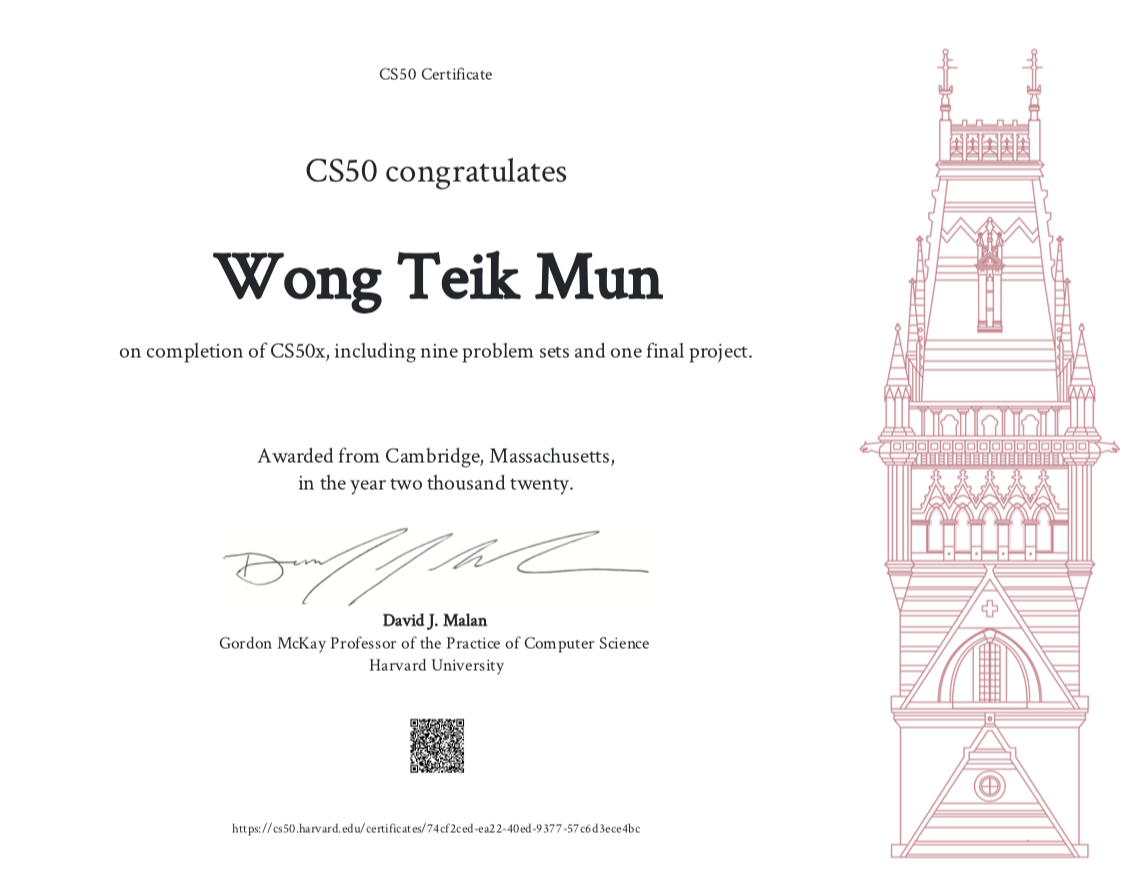 CS50 Certificate
CS50 congratulates
Wong Teik Mun
on completion of CS50x, including nine problem sets and one final project.
Awarded from Cambridge, Massachusetts,
in the year two thousand twenty.
David J. Malan
Gordon McKay Professor of the Practice of Computer Science
Harvard University
https://cs50.harvard.edu/certificates/74cf2ced-ea22-40ed-9377-57c6d3ece4bc